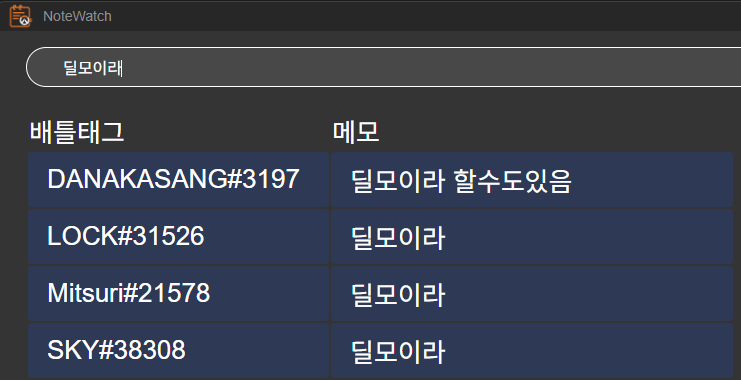 NoteWatch
딜모이래
배틀태그 메모
DANAKASANG#3197 딜모이라 할수도있음
LOCK#31526 딜모이라
Mitsuri#21578 딜모이라
SKY#38308 딜모이라